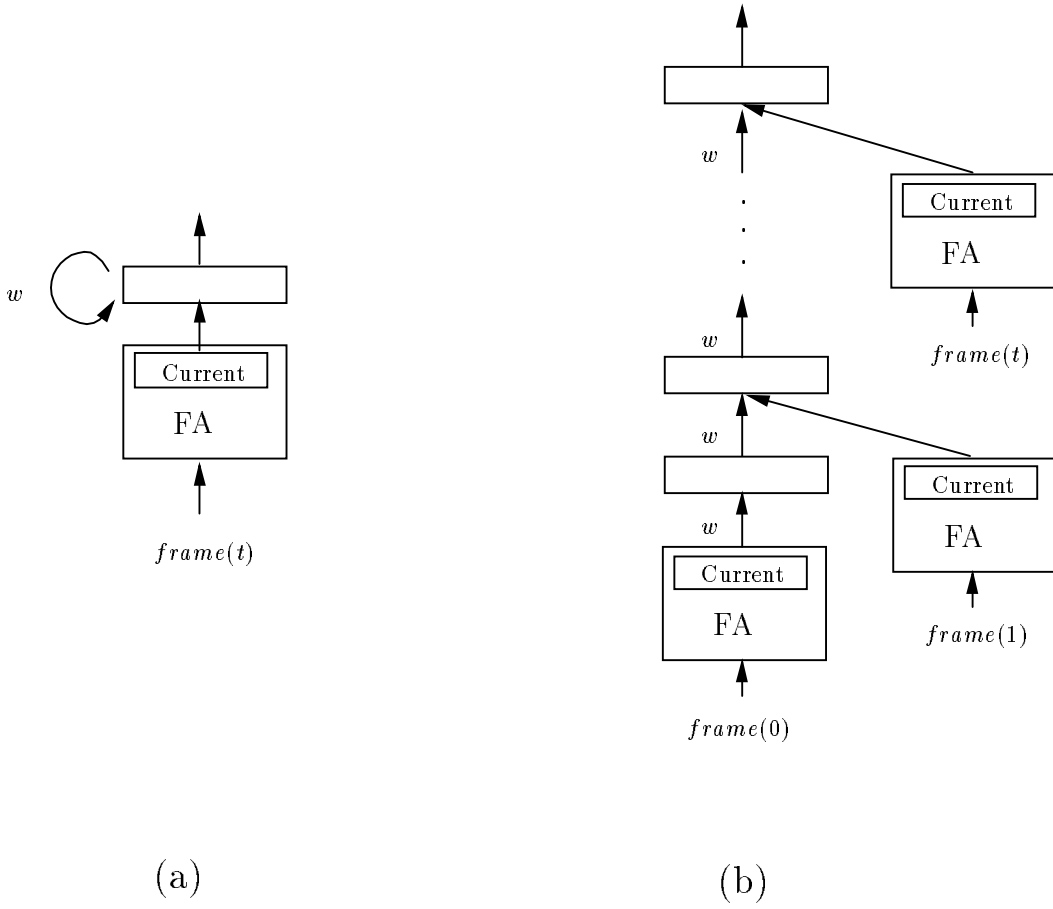 w
Current
FA
frame(t)
(a)
w
Current
FA
frame(t)
.
.
.
w
w
Current
FA
frame(1)
w
Current
FA
frame(0)
(b)